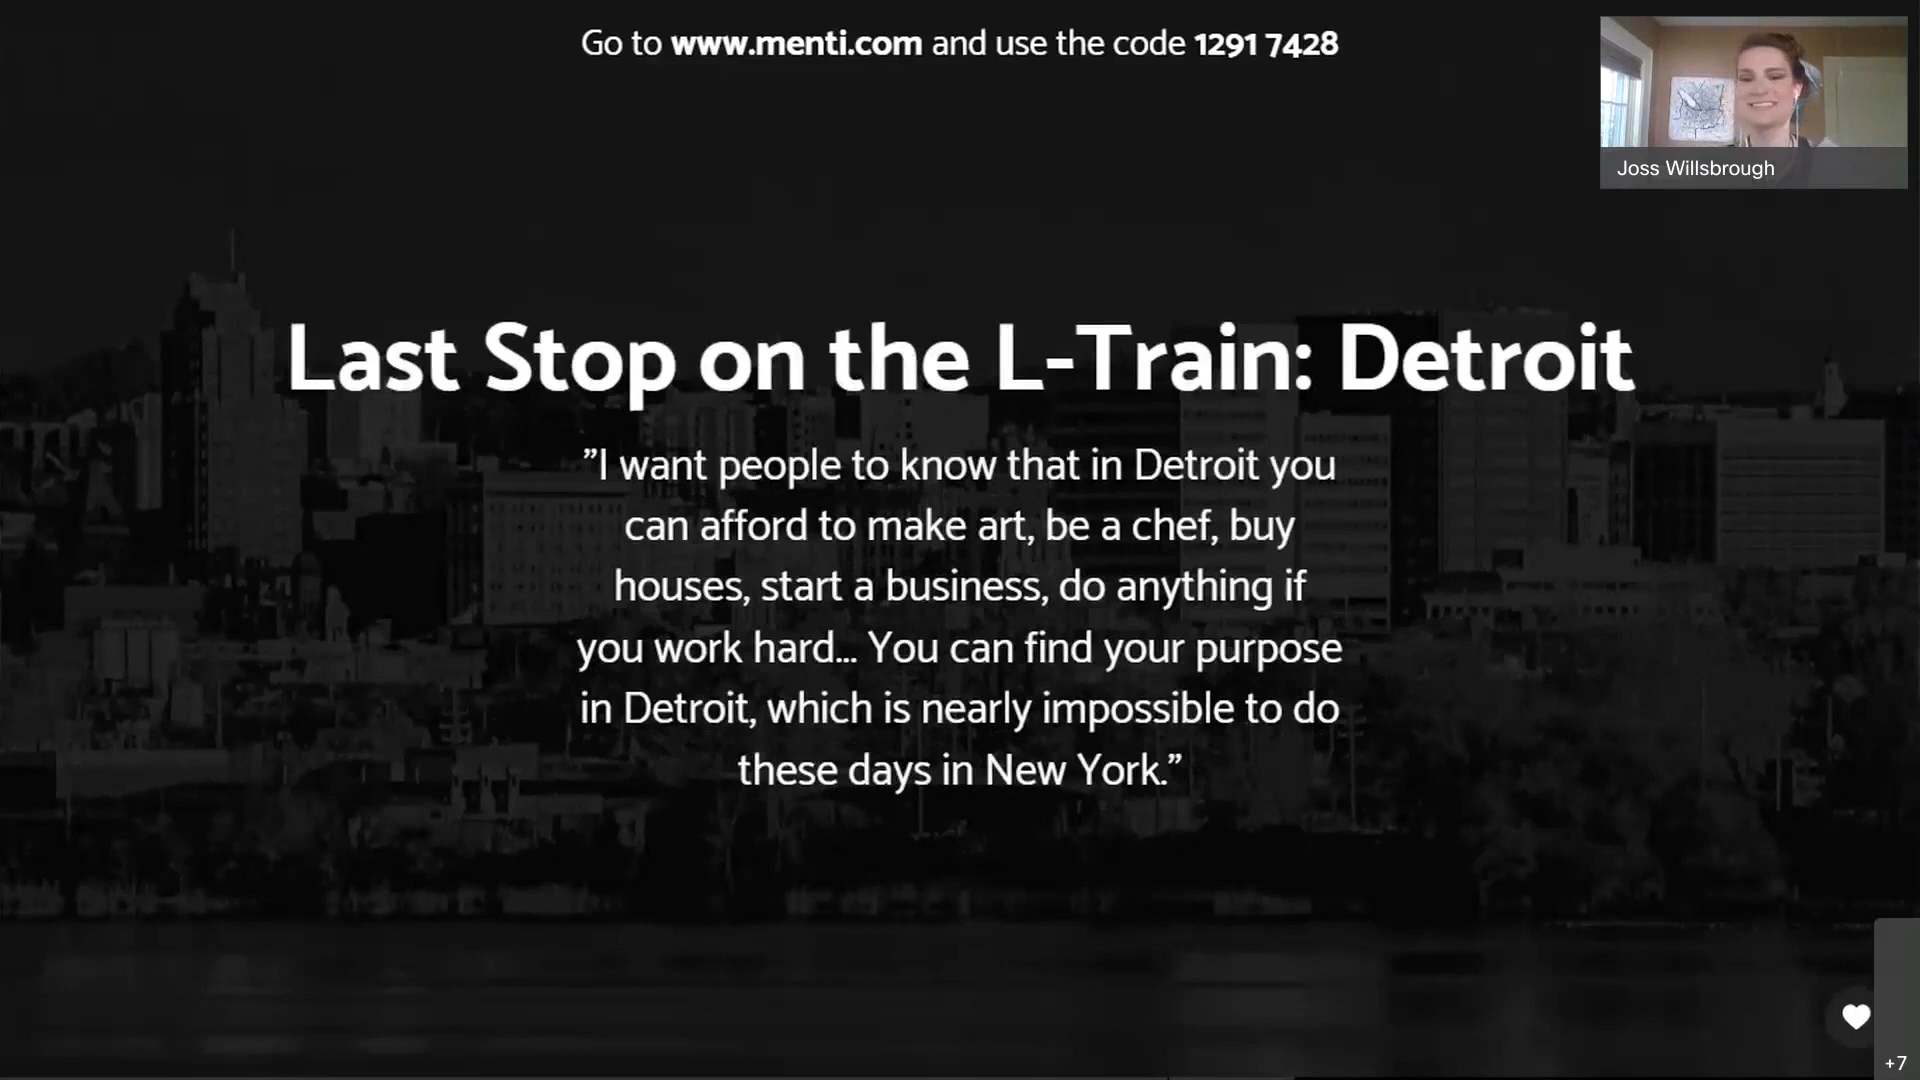 Go to www.menti.com and use the code 1291 7428
Joss Willsbrough
Last Stop on the L-Train: Detroit
”I want people to know that in Detroit you
can afford to make art, be a chef, buy
houses, start a business, do anything if
you work hard... You can find your purpose
in Detroit, which is nearly impossible to do
these days in New York.”
+7